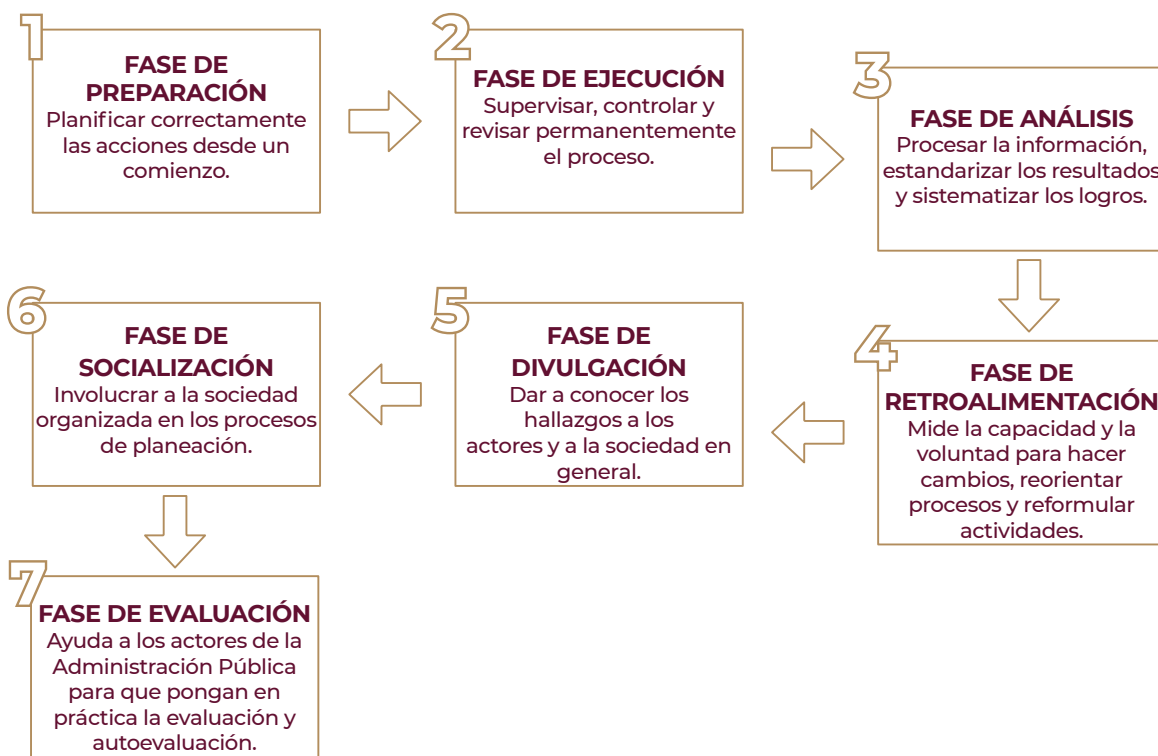 1
FASE DE
PREPARACIÓN
Planificar correctamente
las acciones desde un
comienzo.
2
FASE DE EJECUCIÓN
Supervisar, controlar y
revisar permanentemente
el proceso.
3
FASE DE ANÁLISIS
Procesar la información,
estandarizar los resultados
y sistematizar los logros.
4
FASE DE
RETROALIMENTACIÓN
Mide la capacidad y la
voluntad para hacer
cambios, reorientar
procesos y reformular
actividades.
5
FASE DE
DIVULGACIÓN
Dar a conocer los
hallazgos a los
actores y a la sociedad en
general.
6
FASE DE
SOCIALIZACIÓN
Involucrar a la sociedad
organizada en los procesos
de planeación.
7
FASE DE EVALUACIÓN
Ayuda a los actores de la
Administración Pública
para que pongan en
práctica la evaluación y
autoevaluación.